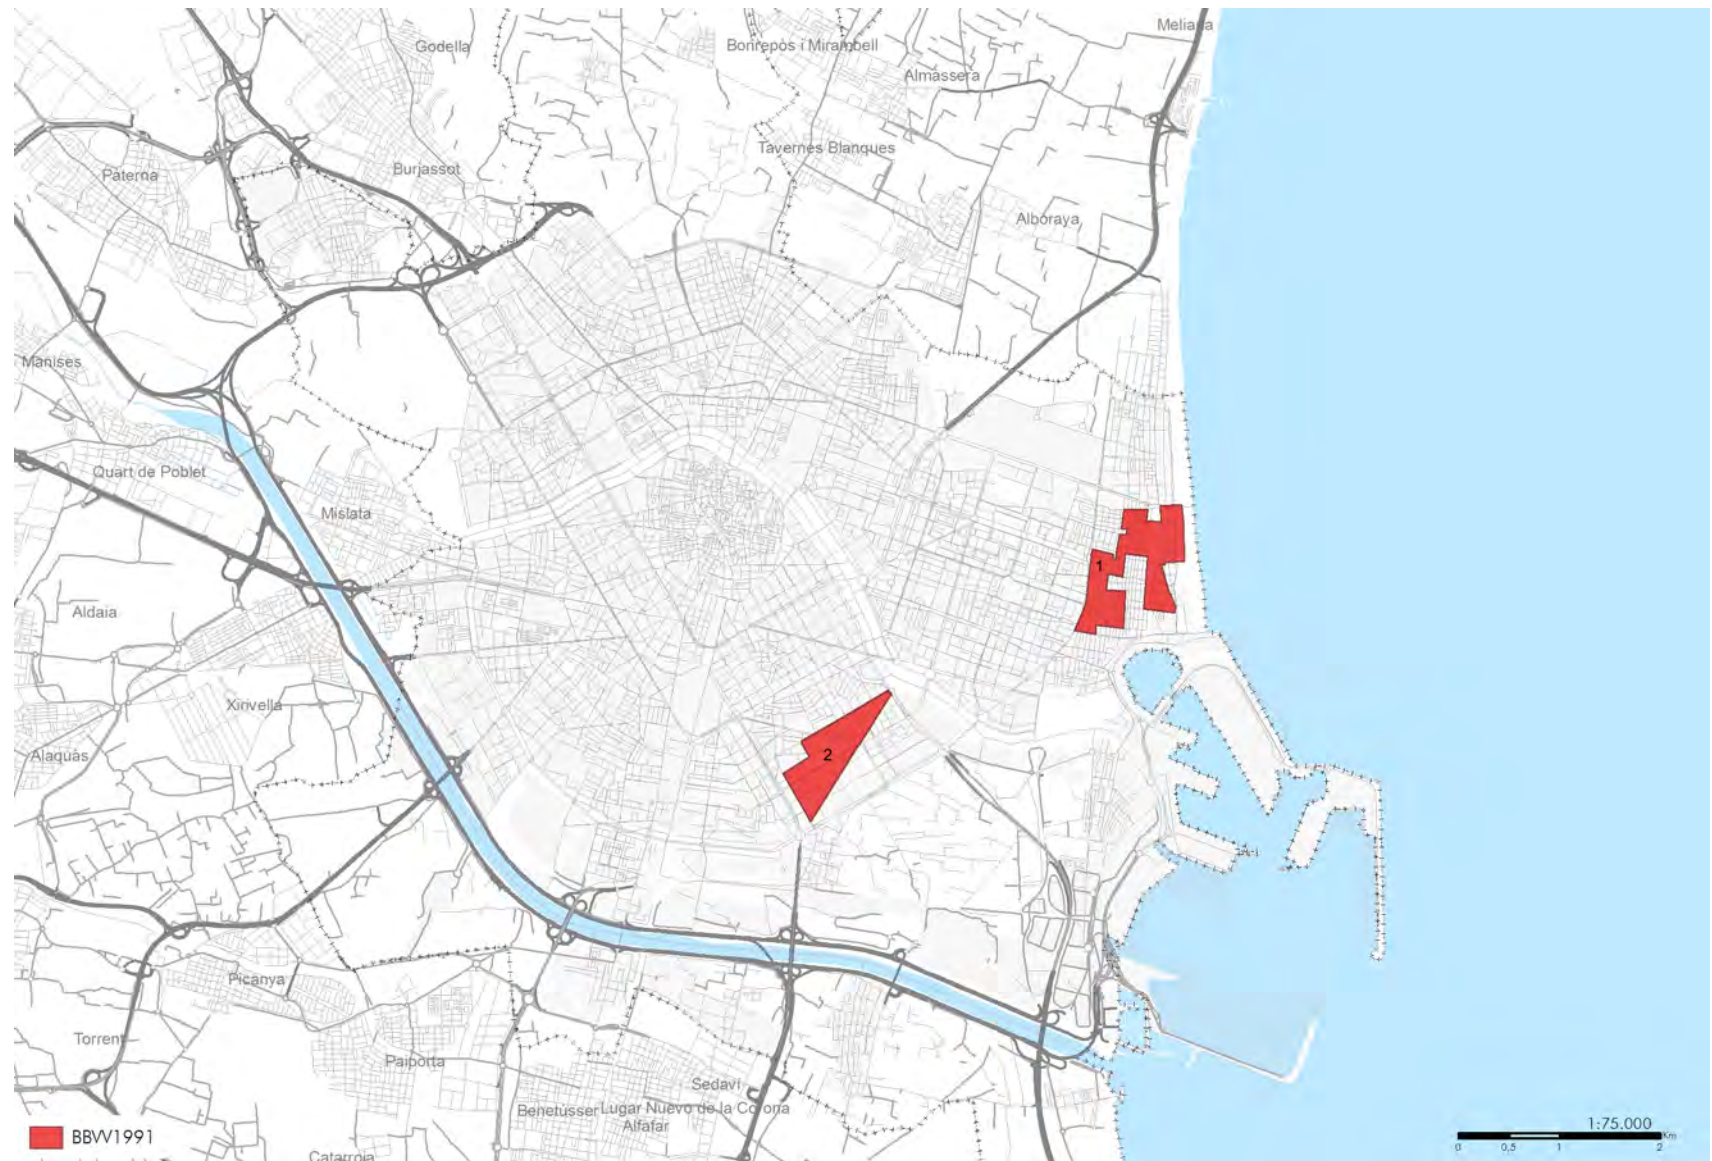 Meliana
Godella
Bonrepòs i Mirambell
Almàssera
Tavernes Blanques
Burjassot
Paterna
Alboraya
Manises
Quart de Poblet
Mislata
1
Aldaia
Xirivella
Alaquàs
2
Picanya
Torrent
Paiporta
Sedaví
Benetússer
Lugar Nuevo de la Corona
Alfafar
BBVV1991
Catarroja
1:75.000
0 0,5 1 2 Km